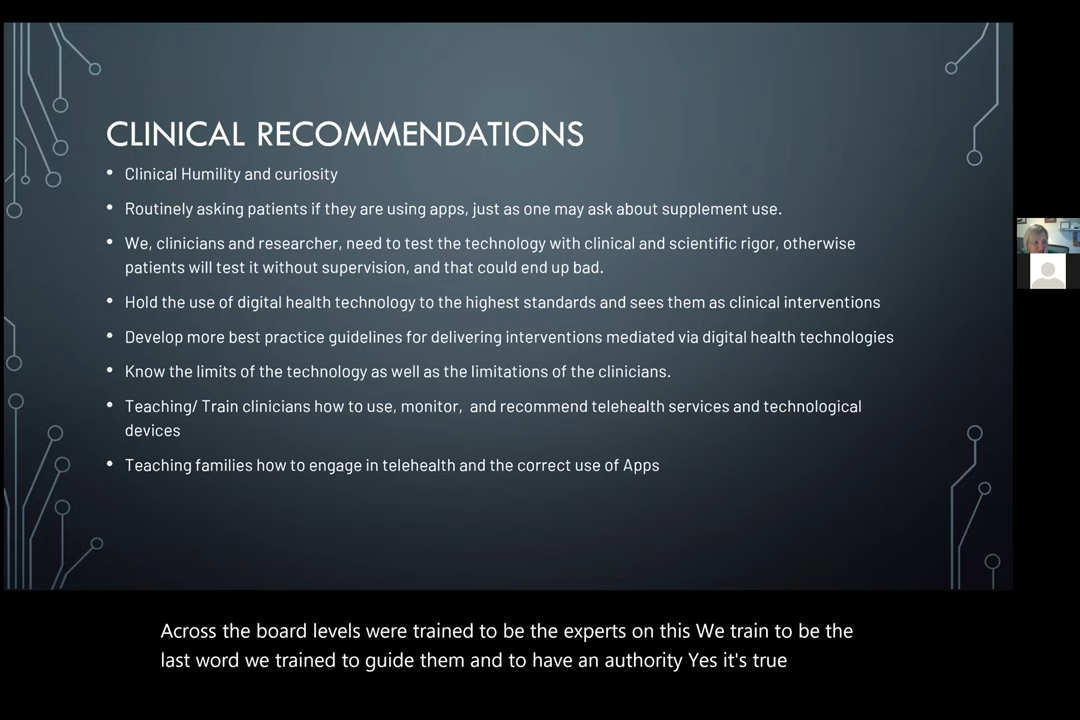 CLINICAL RECOMMENDATIONS
• Clinical Humility and curiosity
• Routinely asking patients if they are using apps, just as one may ask about supplement use.
• We, clinicians and researcher, need to test the technology with clinical and scientific rigor, otherwise
patients will test it without supervision, and that could end up bad.
• Hold the use of digital health technology to the highest standards and sees them as clinical interventions
• Develop more best practice guidelines for delivering interventions mediated via digital health technologies
• Know the limits of the technology as well as the limitations of the clinicians.
• Teaching/ Train clinicians how to use, monitor,  and recommend telehealth services and technological
devices
• Teaching families how to engage in telehealth and the correct use of Apps
Across the board levels were trained to be the experts on this We train to be the
last word we trained to guide them and to have an authority Yes it's true